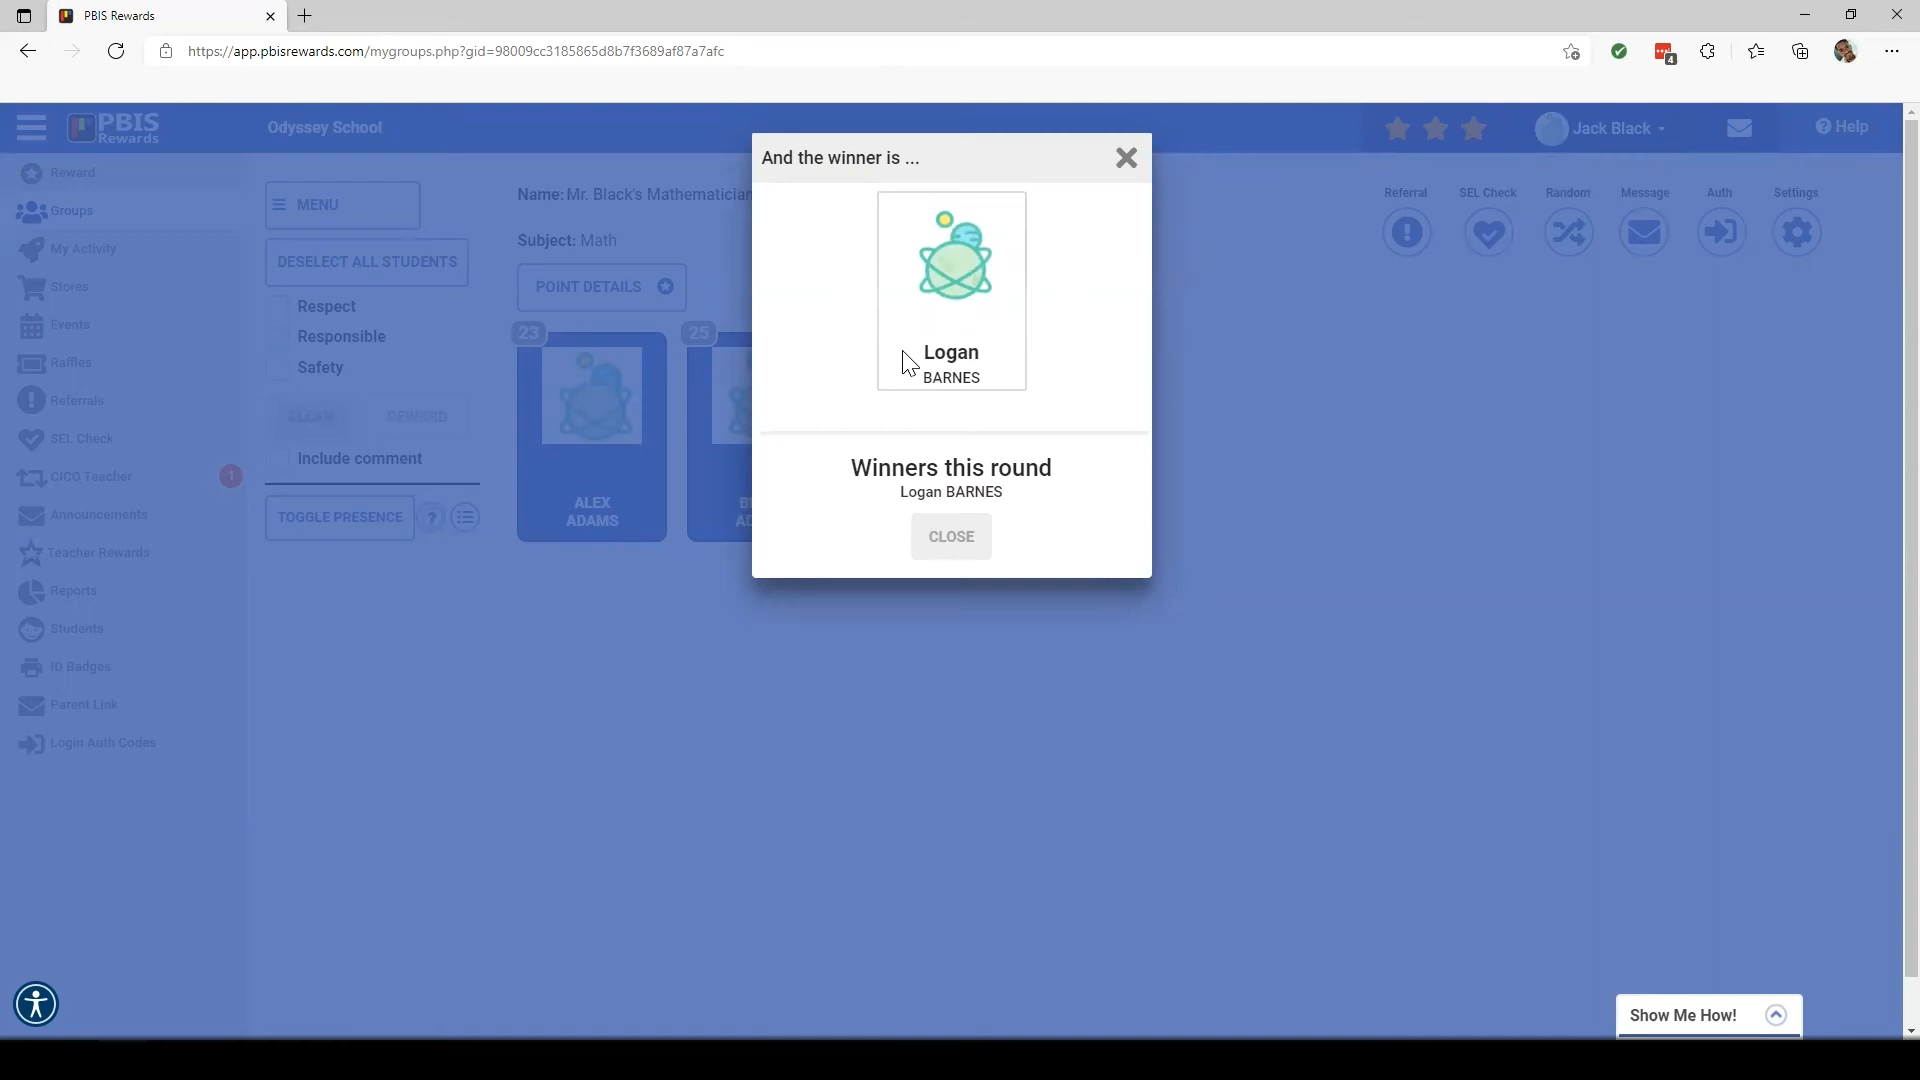 PBIS Rewards
https://app.pbisrewards.com/mygroups.php?gid=98009cc3185865d8b7f3689af87a7afc
4
PBIS
Rewards
Odyssey School
Jack Black
Help
Reward
Groups
My Activity
Stores
Events
Raffles
Referrals
SEL Check
CICO Teacher
1
Announcements
Teacher Rewards
Reports
Students
ID Badges
Parent Link
Login Auth Codes
MENU
DESELECT ALL STUDENTS
Respect
Responsible
Safety
CLEAR
REWARD
Include comment
TOGGLE PRESENCE
?
Name: Mr. Black's Mathematician
Subject: Math
POINT DETAILS
23
25
ALEX
ADAMS
And the winner is ...
Logan
BARNES
Winners this round
Logan BARNES
CLOSE
Referral
SEL Check
Random
Message
Auth
Settings
Show Me How!